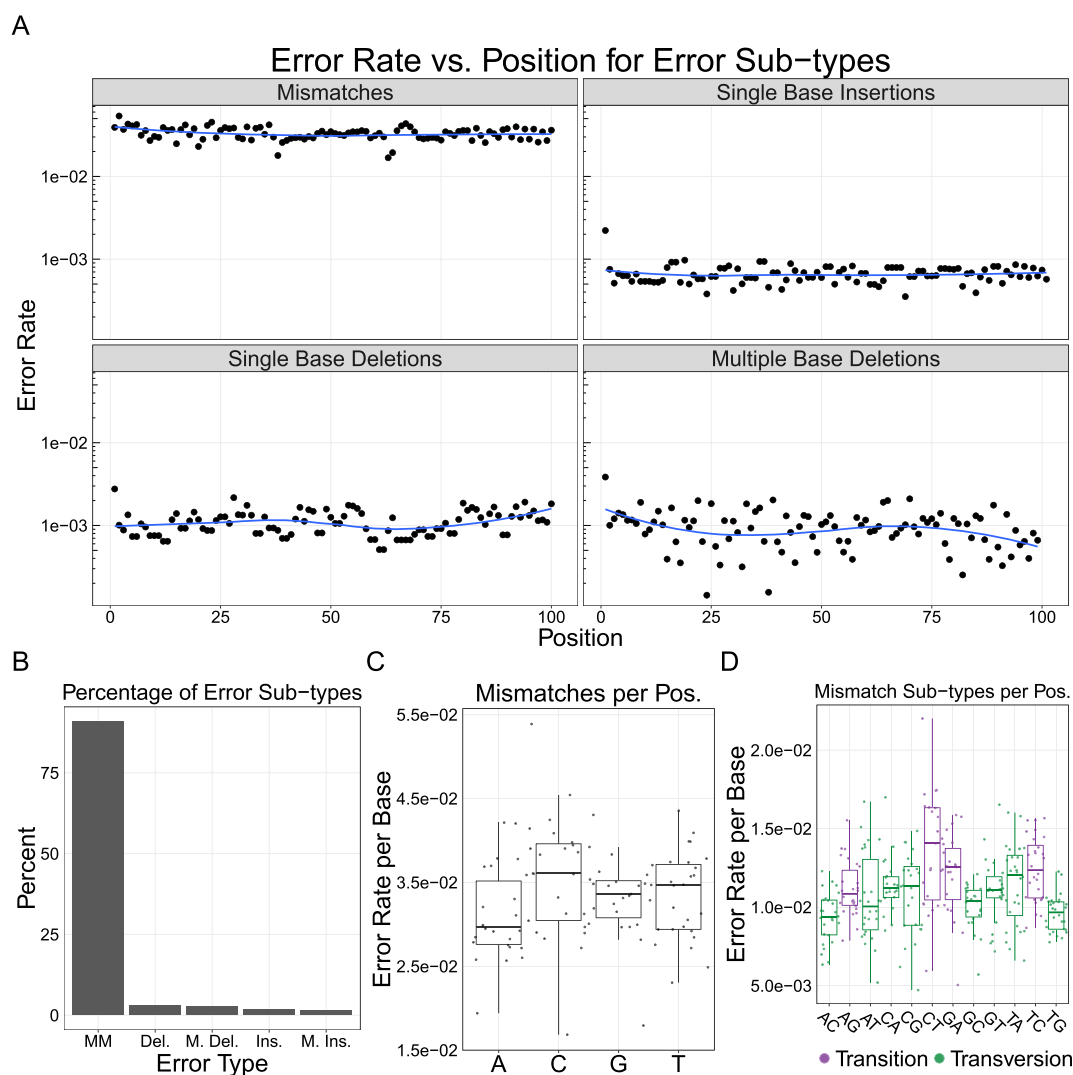 A
Error Rate vs. Position for Error Sub−types
Mismatches
Single Base Insertions
1e−02
1e−03
Single Base Deletions
Multiple Base Deletions
1e−02
1e−03
Error Rate
0 25 50 75 100
0 25 50 75 100
Position
B
Percentage of Error Sub−types
75
50
25
0
Percent
MM Del. M. Del. Ins. M. Ins.
Error Type
C
Mismatches per Pos.
5.5e−02
4.5e−02
3.5e−02
2.5e−02
1.5e−02
Error Rate per Base
A C G T
D
Mismatch Sub−types per Pos.
2.0e−02
1.5e−02
1.0e−02
5.0e−03
Error Rate per Base
AC AG AT CA CG CT GA GC GT TA TC TG
Transition Transversion